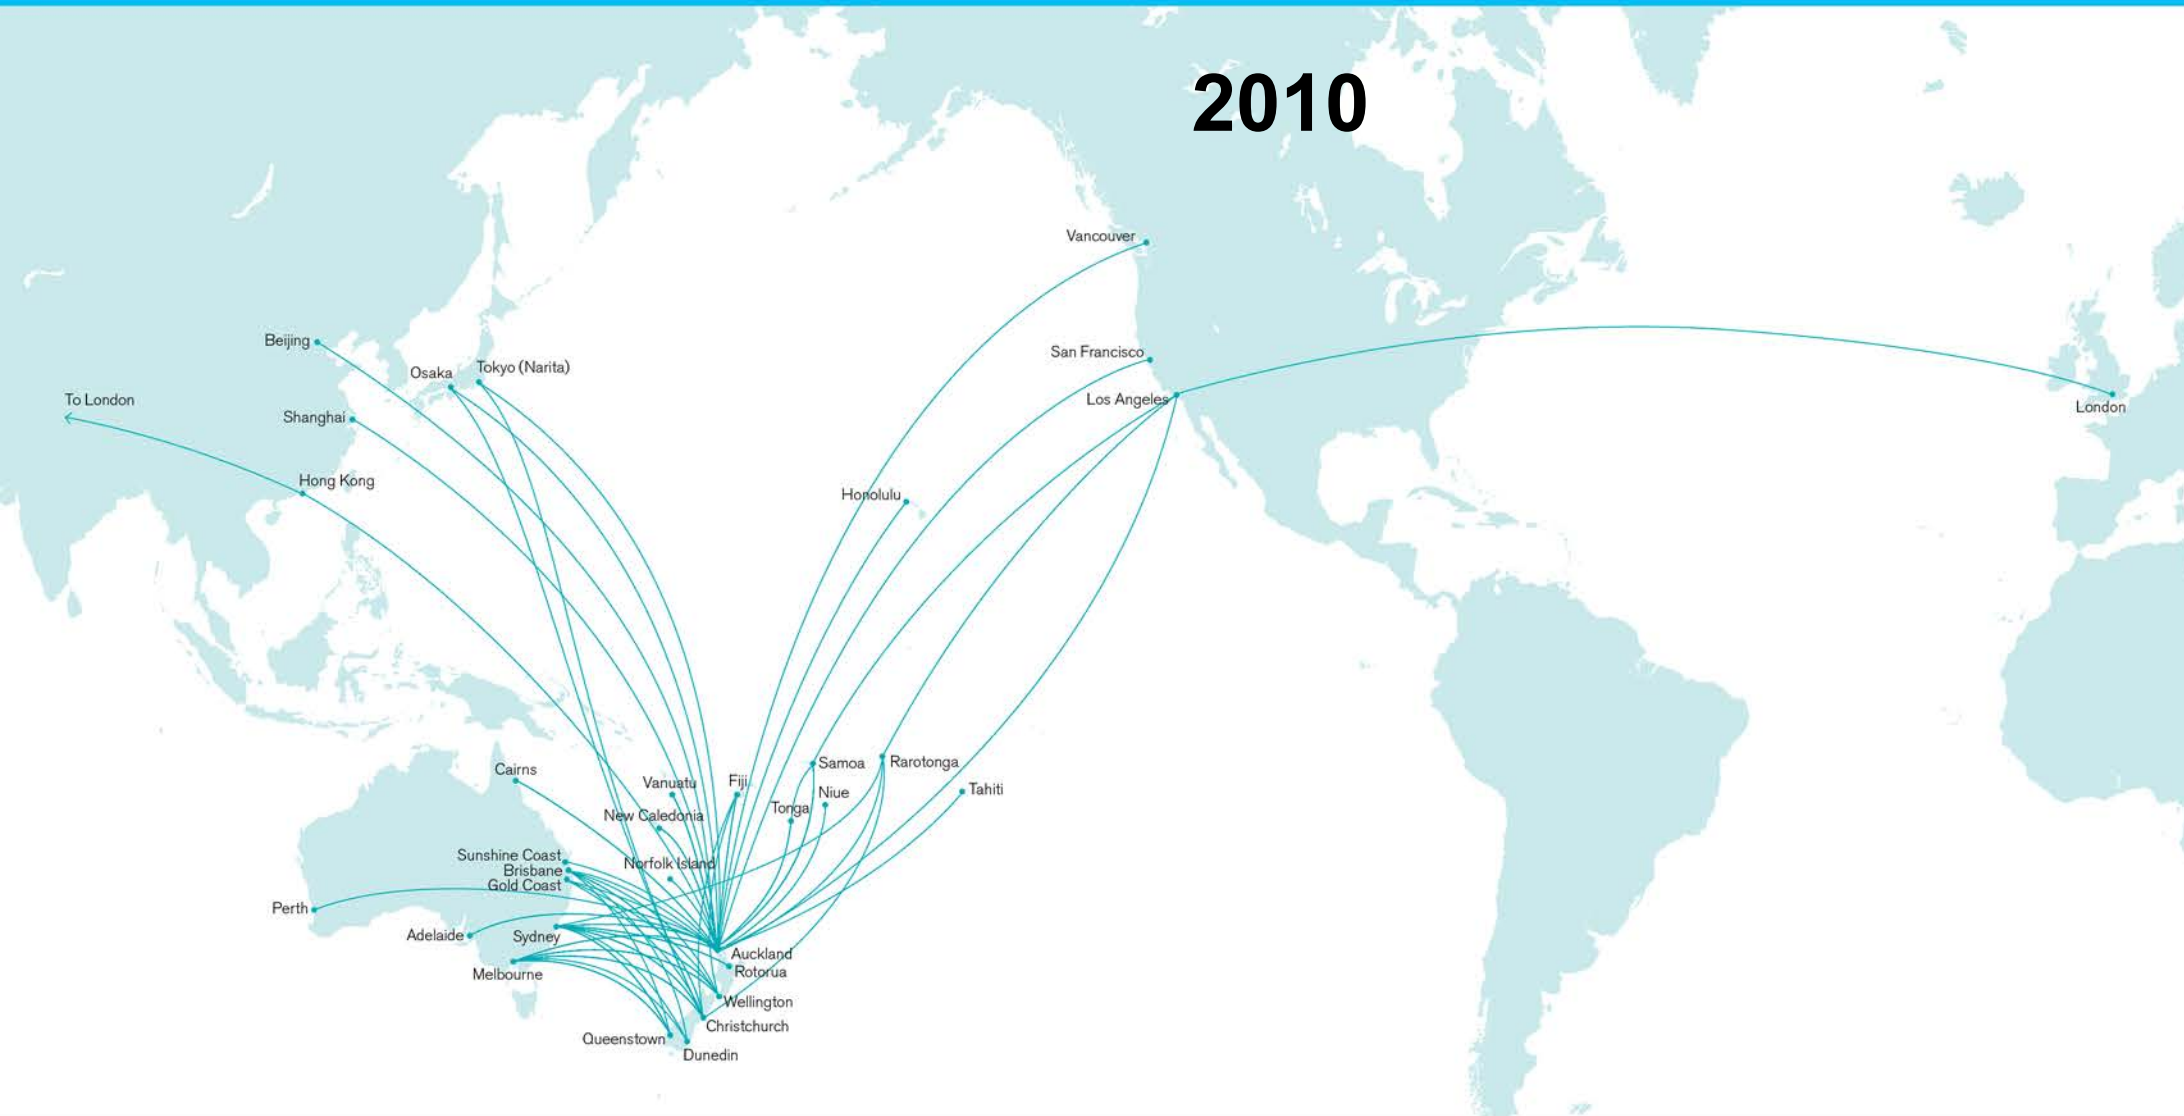 2010
Vancouver
Beijing
San Francisco
Osaka
Tokyo (Narita)
To London
Los Angeles
London
Shanghai
Hong Kong
Honolulu
Cairns
Samoa
Rarotonga
Vanuatu
Fiji
Niue
Tahiti
New Caledonia
Tonga
Sunshine Coast
Norfolk Island
Brisbane
Gold Coast
Perth
Adelaide
Sydney
Auckland
Melbourne
Rotorua
Wellington
Christchurch
Queenstown
Dunedin